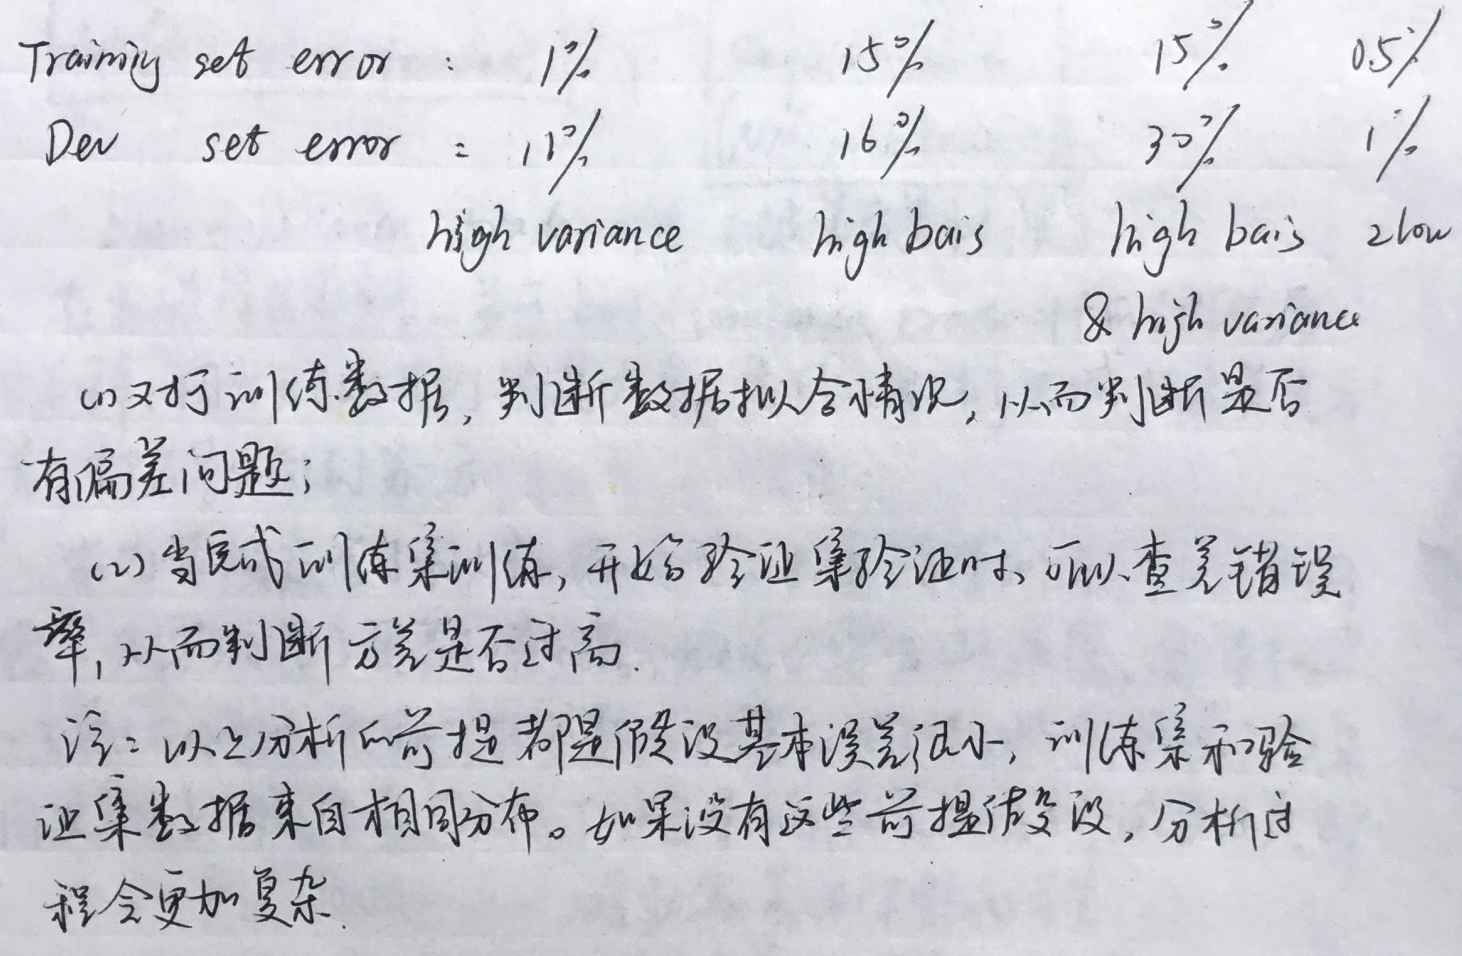 Training set error : 1% 15% 15% 0.5%
Dev set error : 11% 16% 30% 1%
high variance high bais high bais 2low
& high variance
(1)对于训练数据,判断数据拟合情况,从而判断是否
有偏差问题;
(2)当完成训练集训练,开始验证集验证时、可以查差错误
率,从而判断方差是否过高.
注:以上分析的前提都是假设基本误差很小,训练集和验
证集数据来自相同分布。如果没有这些前提假设,分析过
程会更加复杂.